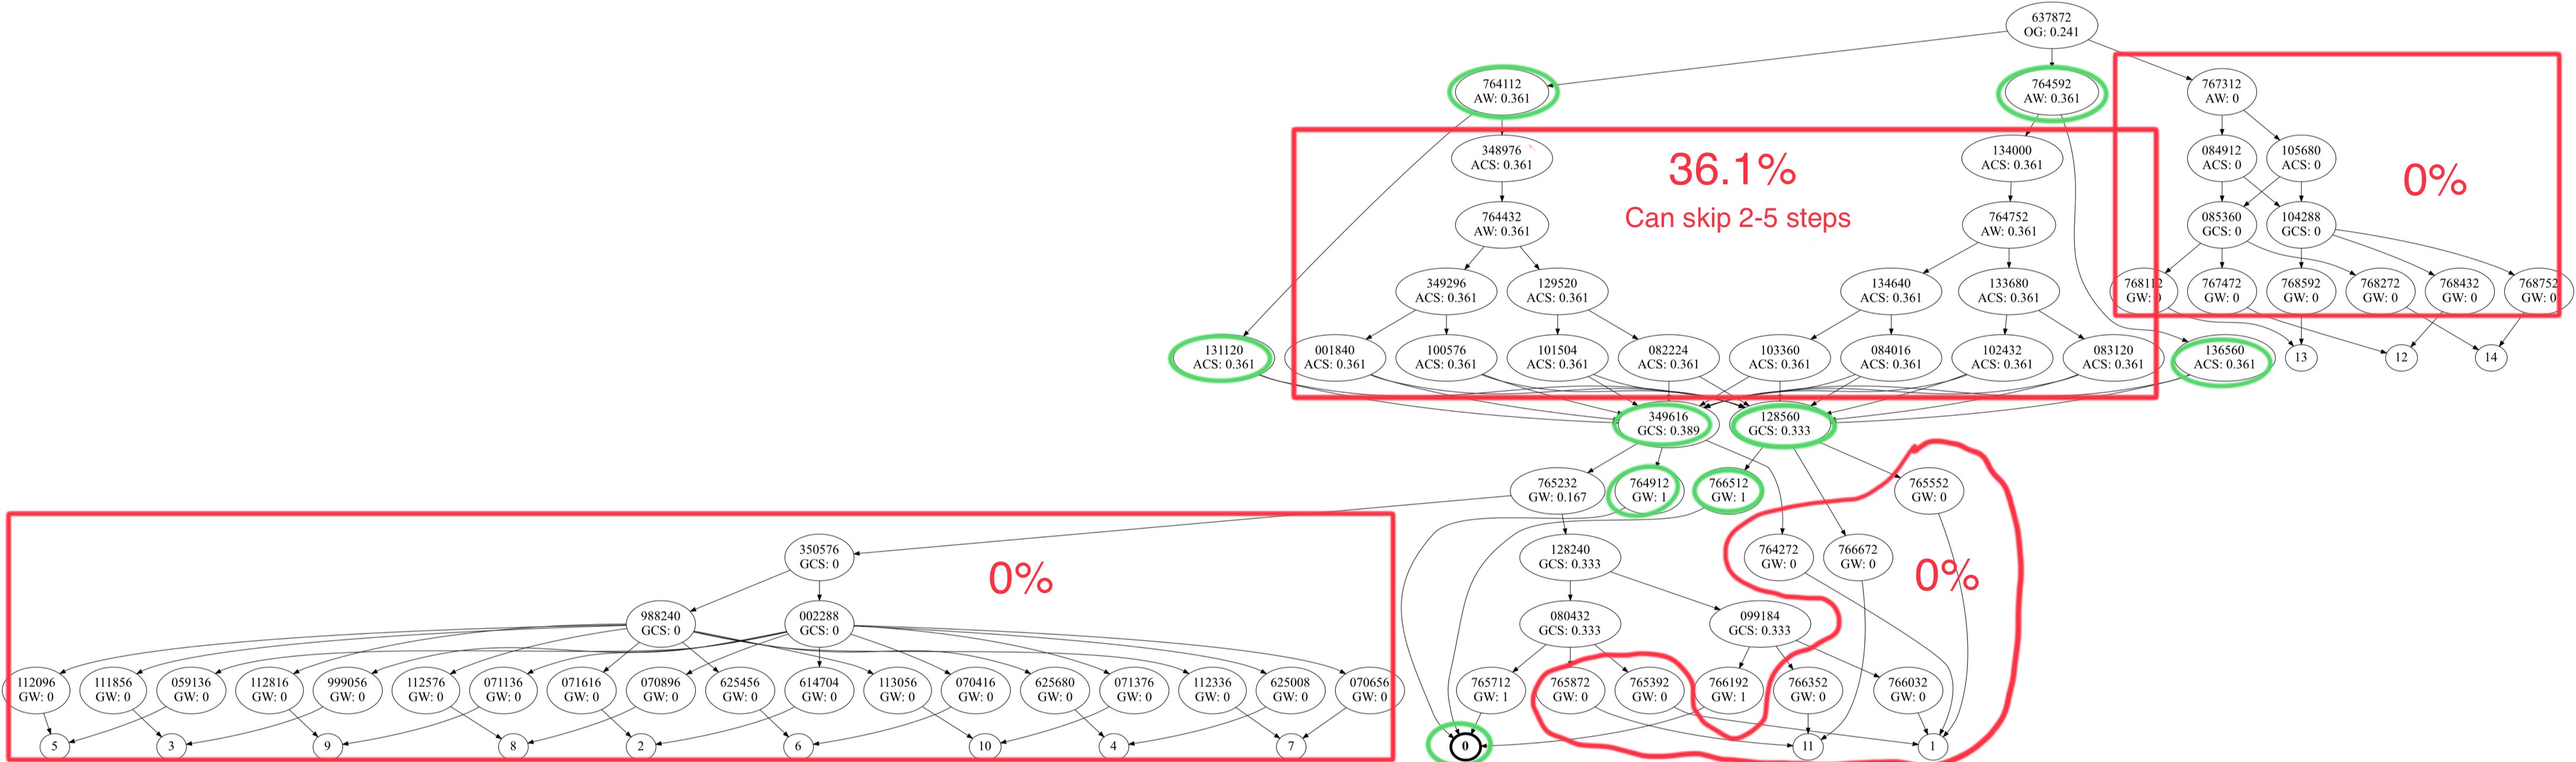 637872
OG: 0.241
764112
AW: 0.361
764592
AW: 0.361
767312
AW: 0
348976
ACS: 0.361
36.1%
Can skip 2-5 steps
134000
ACS: 0.361
084912
ACS: 0
105680
ACS: 0
0%
764432
AW: 0.361
764752
AW: 0.361
085360
GCS: 0
104288
GCS: 0
349296
ACS: 0.361
129520
ACS: 0.361
134640
ACS: 0.361
133680
ACS: 0.361
768112
GW: 0
767472
GW: 0
768592
GW: 0
768272
GW: 0
768432
GW: 0
768752
GW: 0
131120
ACS: 0.361
001840
ACS: 0.361
100576
ACS: 0.361
101504
ACS: 0.361
082224
ACS: 0.361
103360
ACS: 0.361
084016
ACS: 0.361
102432
ACS: 0.361
083120
ACS: 0.361
136560
ACS: 0.361
13
12
14
349616
GCS: 0.389
128560
GCS: 0.333
765232
GW: 0.167
764912
GW: 1
766512
GW: 1
765552
GW: 0
350576
GCS: 0
0%
128240
GCS: 0.333
764272
GW: 0
766672
GW: 0
0%
988240
GCS: 0
002288
GCS: 0
080432
GCS: 0.333
099184
GCS: 0.333
112096
GW: 0
111856
GW: 0
059136
GW: 0
112816
GW: 0
999056
GW: 0
112576
GW: 0
071136
GW: 0
071616
GW: 0
070896
GW: 0
625456
GW: 0
614704
GW: 0
113056
GW: 0
070416
GW: 0
625680
GW: 0
071376
GW: 0
112336
GW: 0
625008
GW: 0
070656
GW: 0
765712
GW: 1
765872
GW: 0
765392
GW: 0
766192
GW: 1
766352
GW: 0
766032
GW: 0
5
3
9
8
2
6
10
4
7
0
11
1